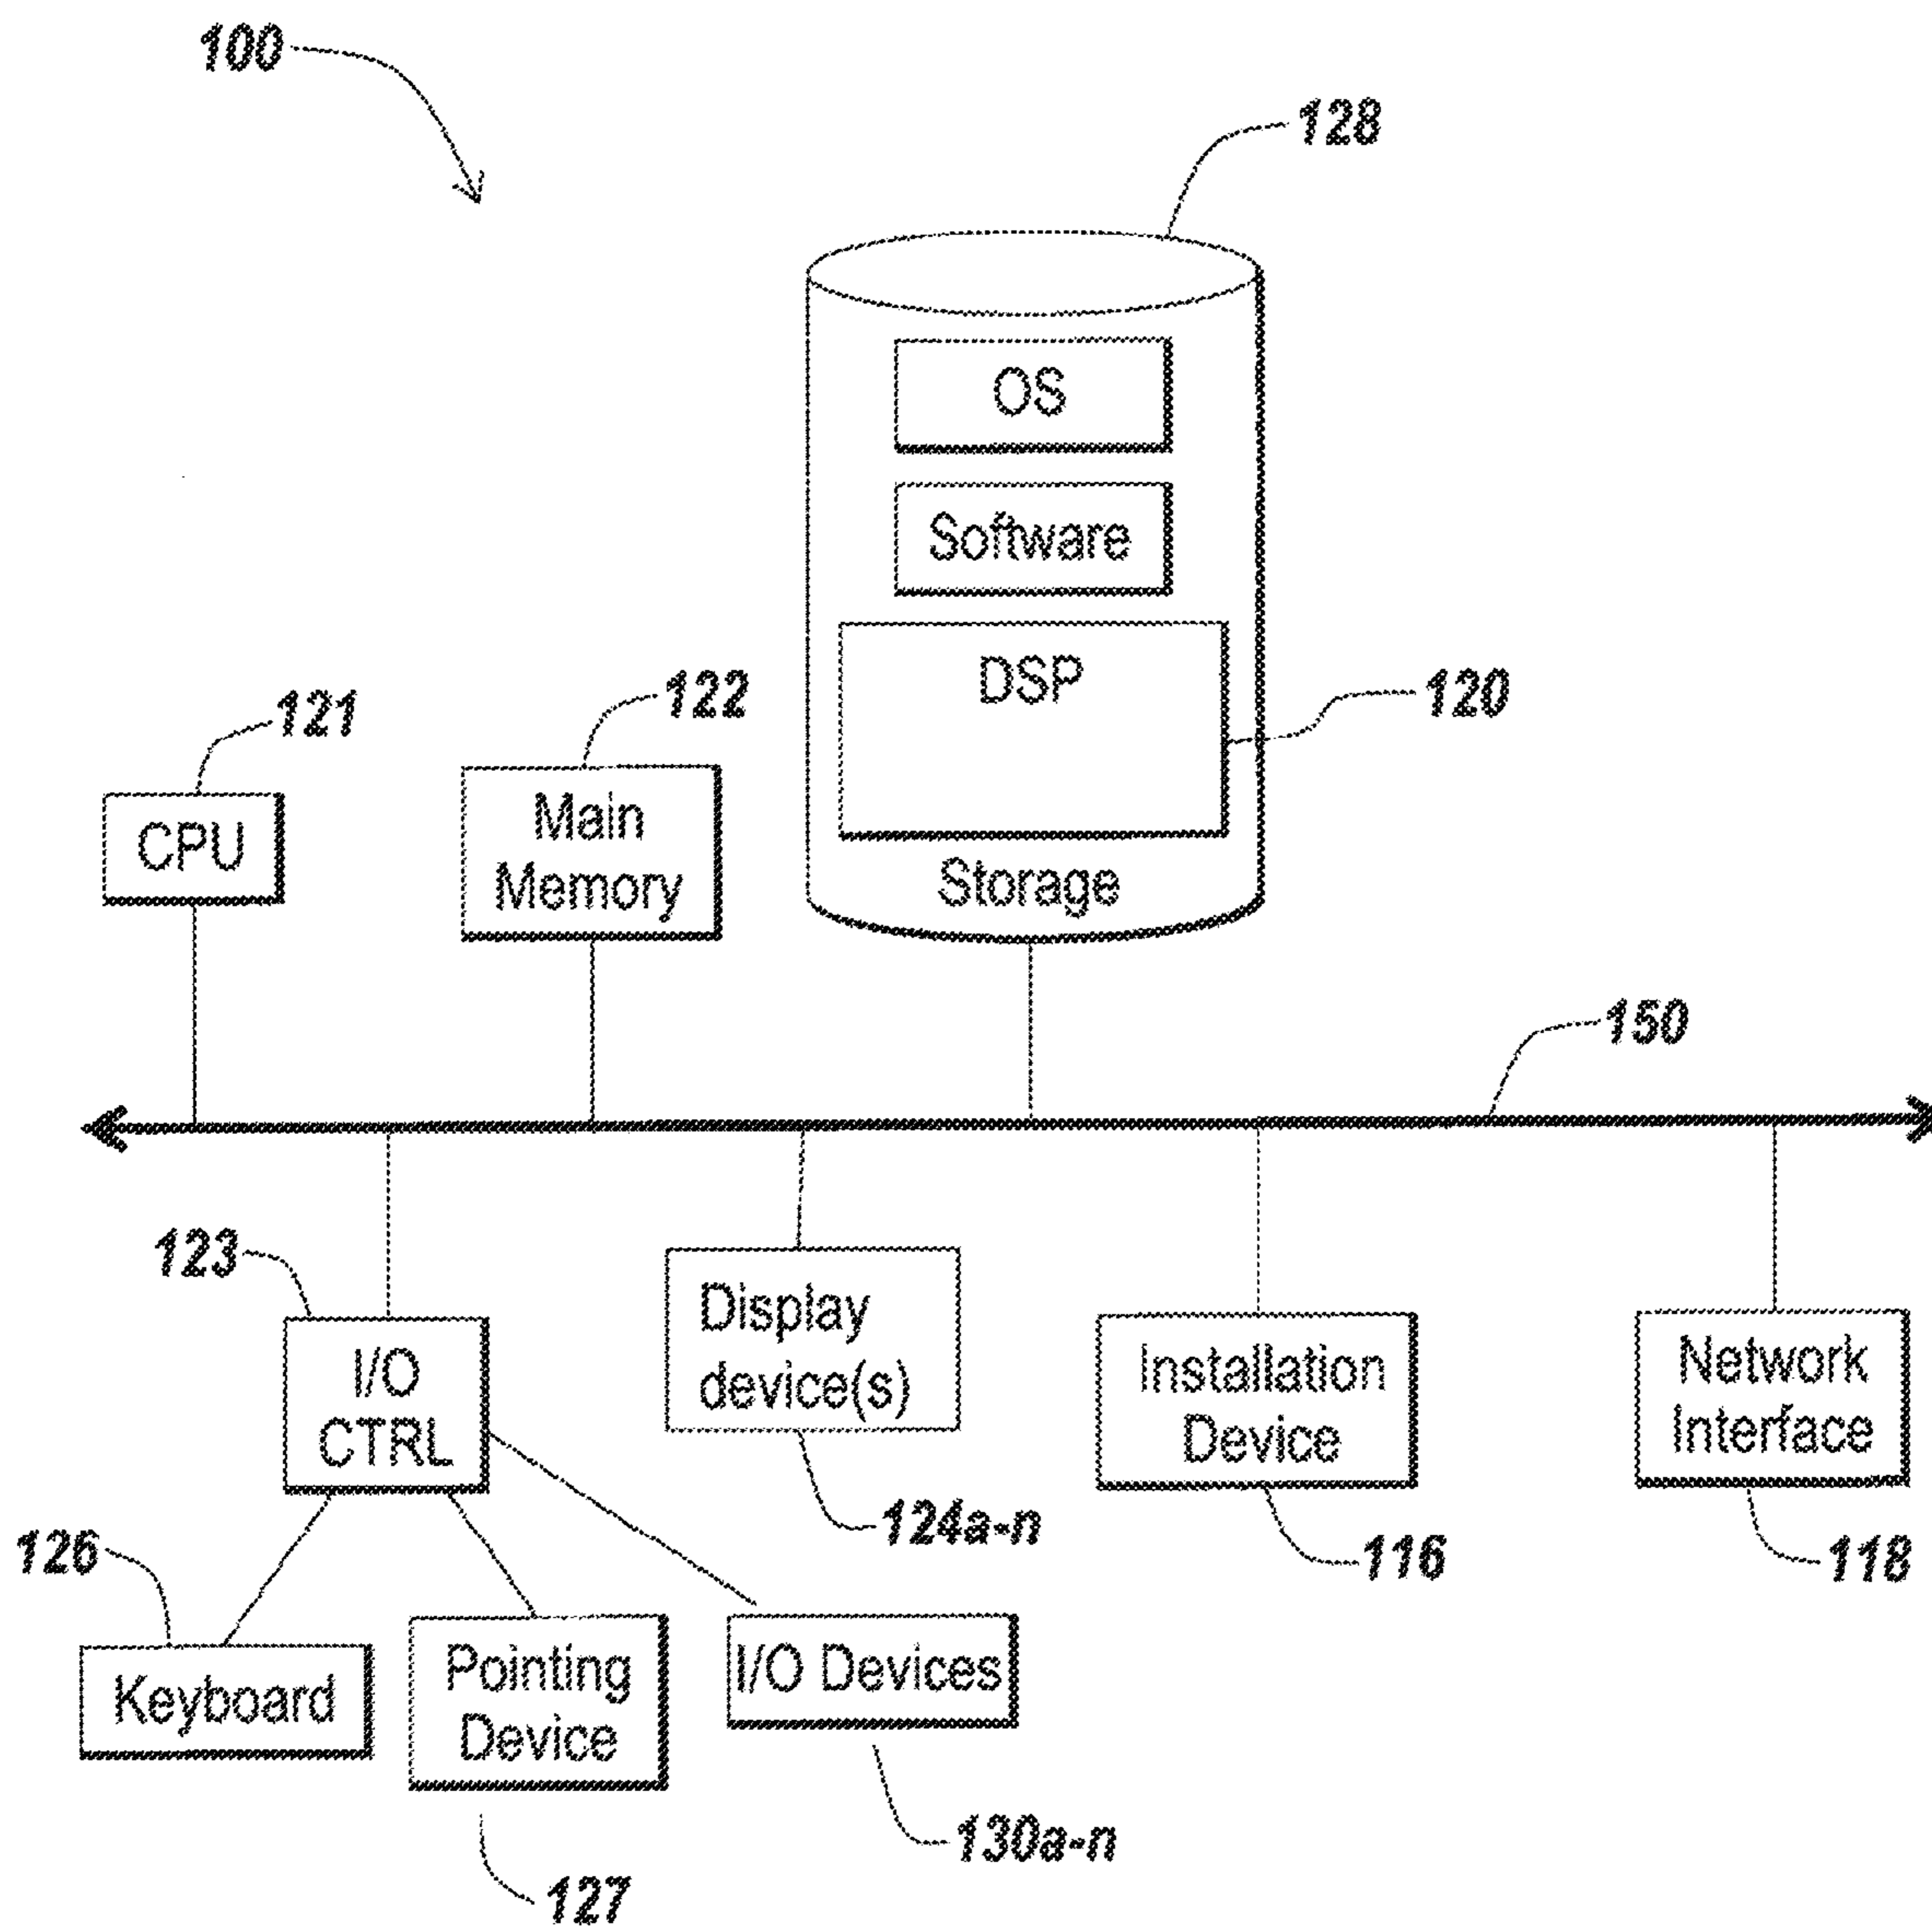 100
128
OS
Software
DSP
120
Storage
121
CPU
122
Main
Memory
150
123
I/O
CTRL
Display
device(s)
124a-n
Installation
Device
116
Network
Interface
118
126
Keyboard
Pointing
Device
127
I/O Devices
130a-n